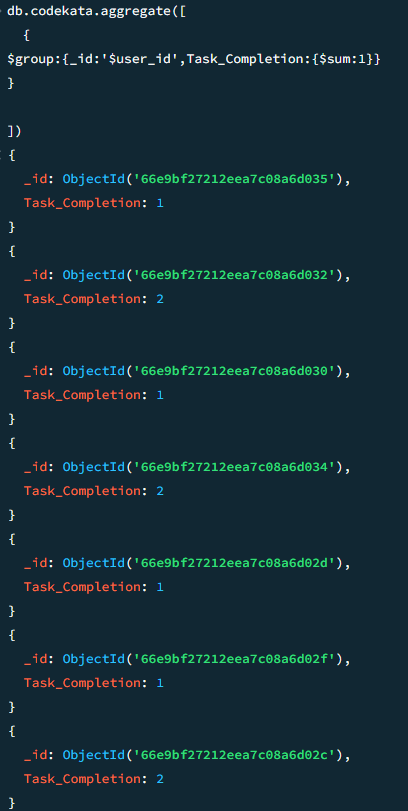 db.codekata.aggregate([
{
$group:{_id:'$user_id',Task_Completion:{$sum:1}}
}
])
{
_id: ObjectId('66e9bf27212eea7c08a6d035'),
Task_Completion: 1
}
{
_id: ObjectId('66e9bf27212eea7c08a6d032'),
Task_Completion: 2
}
{
_id: ObjectId('66e9bf27212eea7c08a6d030'),
Task_Completion: 1
}
{
_id: ObjectId('66e9bf27212eea7c08a6d034'),
Task_Completion: 2
}
{
_id: ObjectId('66e9bf27212eea7c08a6d02d'),
Task_Completion: 1
}
{
_id: ObjectId('66e9bf27212eea7c08a6d02f'),
Task_Completion: 1
}
{
_id: ObjectId('66e9bf27212eea7c08a6d02c'),
Task_Completion: 2
}